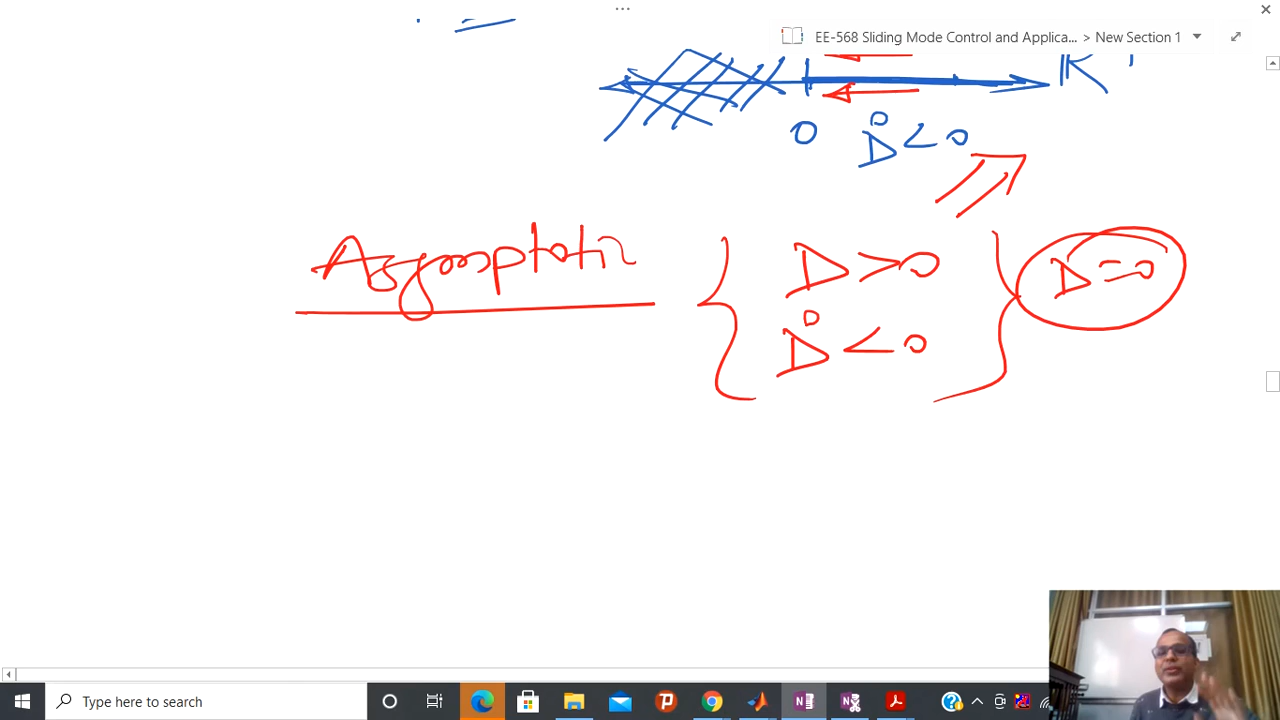 EE-568 Sliding Mode Control and Applica... > New Section 1
0 Ḋ < 0
Asymptotic D > 0 D = 0
Ḋ < 0
Type here to search